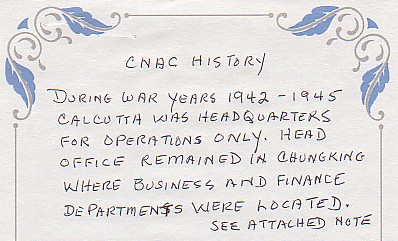 CNAC HISTORY
DURING WAR YEARS 1942-1945
CALCUTTA WAS HEADQUARTERS
FOR OPERATIONS ONLY. HEAD
OFFICE REMAINED IN CHUNGKING
WHERE BUSINESS AND FINANCE
DEPARTMENTS WERE LOCATED.
SEE ATTACHED NOTE